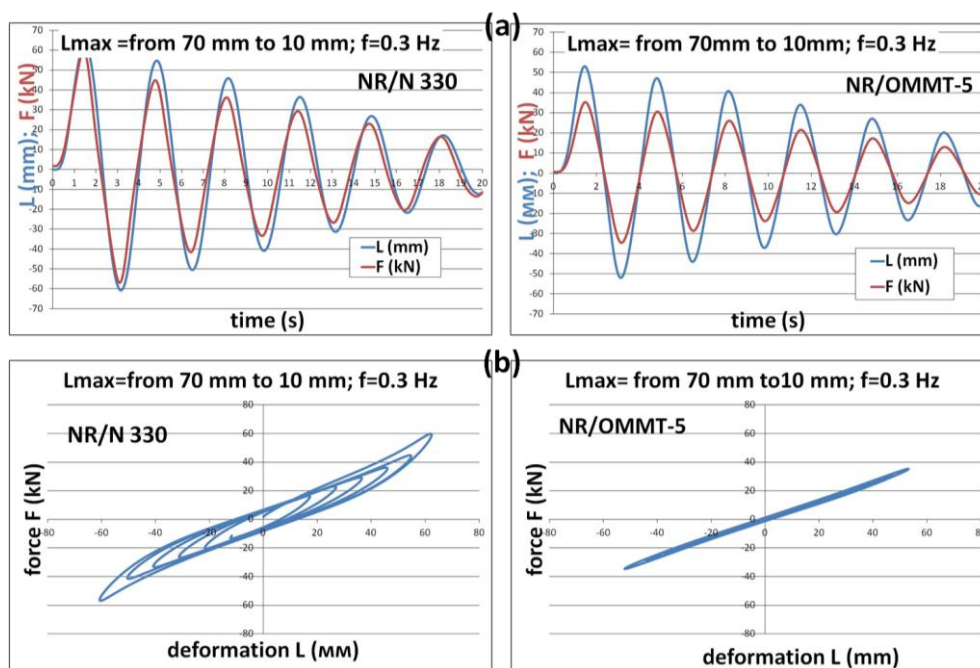 (a)
Lmax =from 70 mm to 10 mm; f=0.3 Hz
NR/N 330
L (mm); F (kN)
70
60
50
40
30
20
10
0
-10
-20
-30
-40
-50
-60
-70
0 1 2 3 4 5 6 7 8 9 10 11 12 13 14 15 16 17 18 19 20
L (mm)
F (kN)
time (s)
Lmax =from 70mm to 10mm; f=0.3 Hz
NR/OMMT-5
L (мм); F (kN)
70
60
50
40
30
20
10
0
-10
-20
-30
-40
-50
-60
-70
0 2 4 6 8 10 12 14 16 18
L (mm)
F (kN)
time (s)
(b)
Lmax=from 70 mm to 10 mm; f=0.3 Hz
NR/N 330
force F (kN)
80
60
40
20
0
-20
-40
-60
-80
-80 -60 -40 -20 0 20 40 60 80
deformation L (мм)
Lmax= from 70 mm to10 mm; f=0.3 Hz
NR/OMMT-5
force F (kN)
80
60
40
20
0
-20
-40
-60
-80
-80 -60 -40 -20 0 20 40 60 80
deformation L (mm)